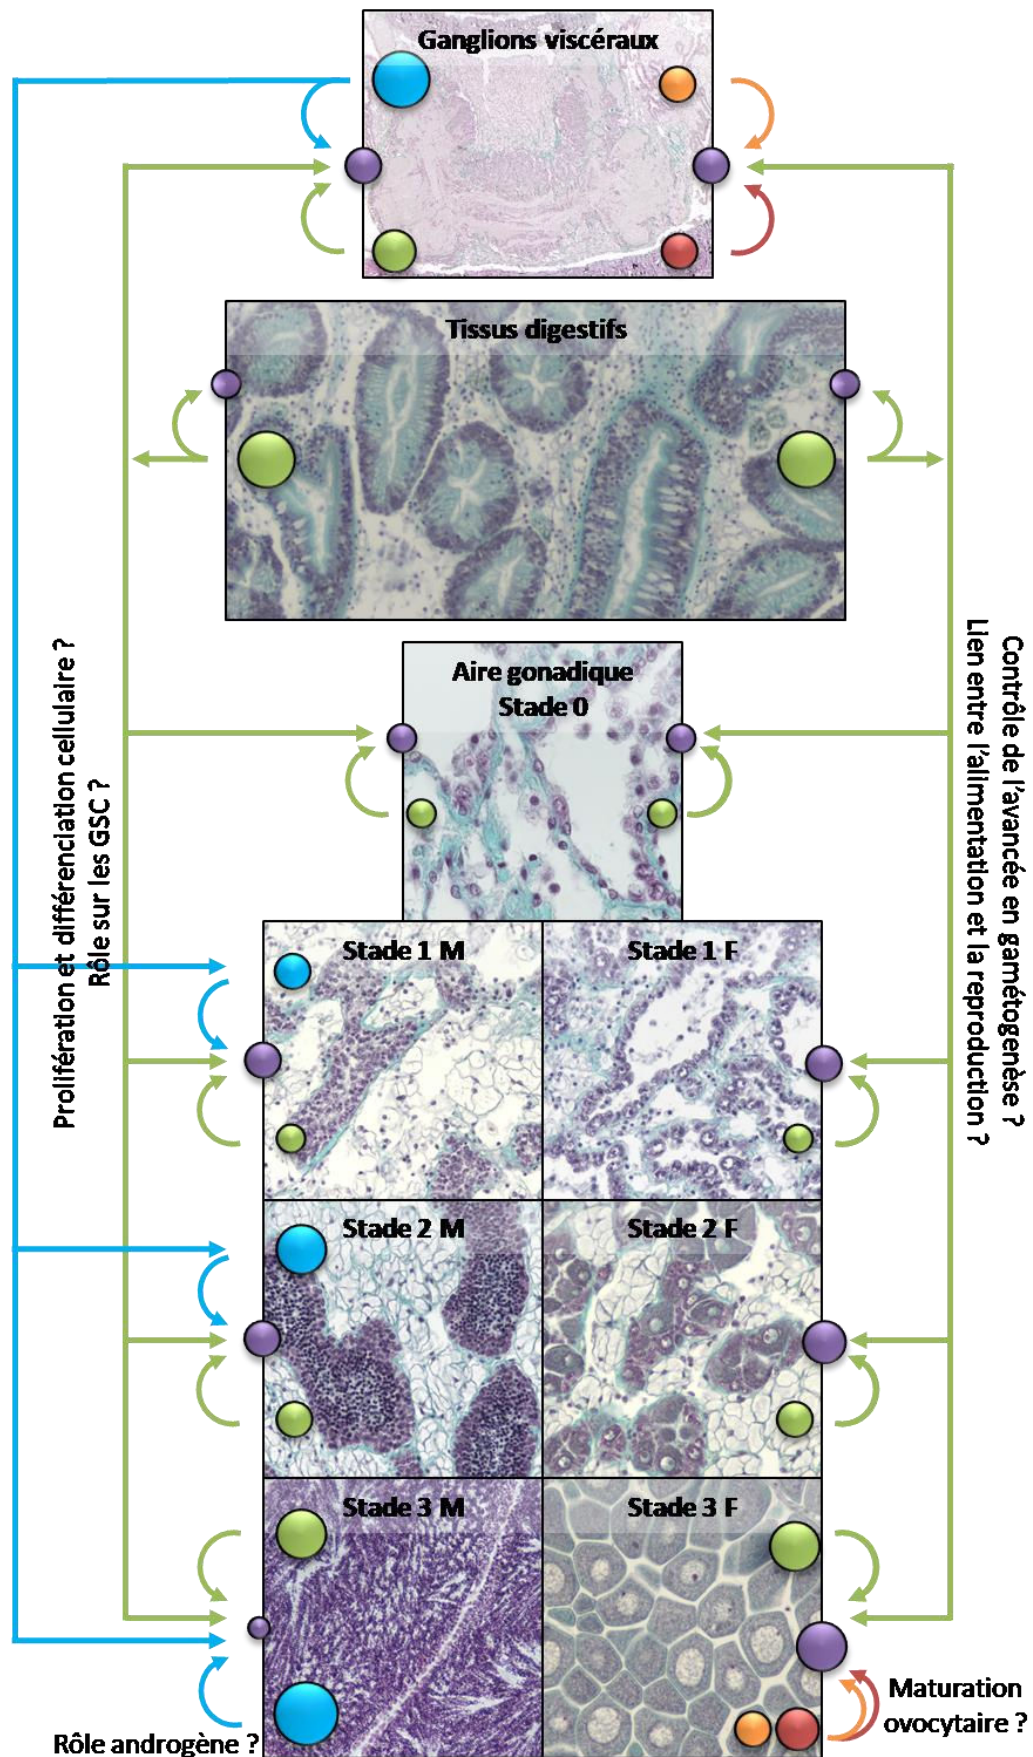 Ganglions viscéraux
Tissus digestifs
Aire gonadique
Stade 0
Prolifération et différenciation cellulaire ?
Rôle sur les GSC ?
Contrôle de l'avancée en gamétogenèse ?
Lien entre l'alimentation et la reproduction ?
Stade 1 M
Stade 1 F
Stade 2 M
Stade 2 F
Stade 3 M
Stade 3 F
Rôle androgène ?
Maturation
ovocytaire ?